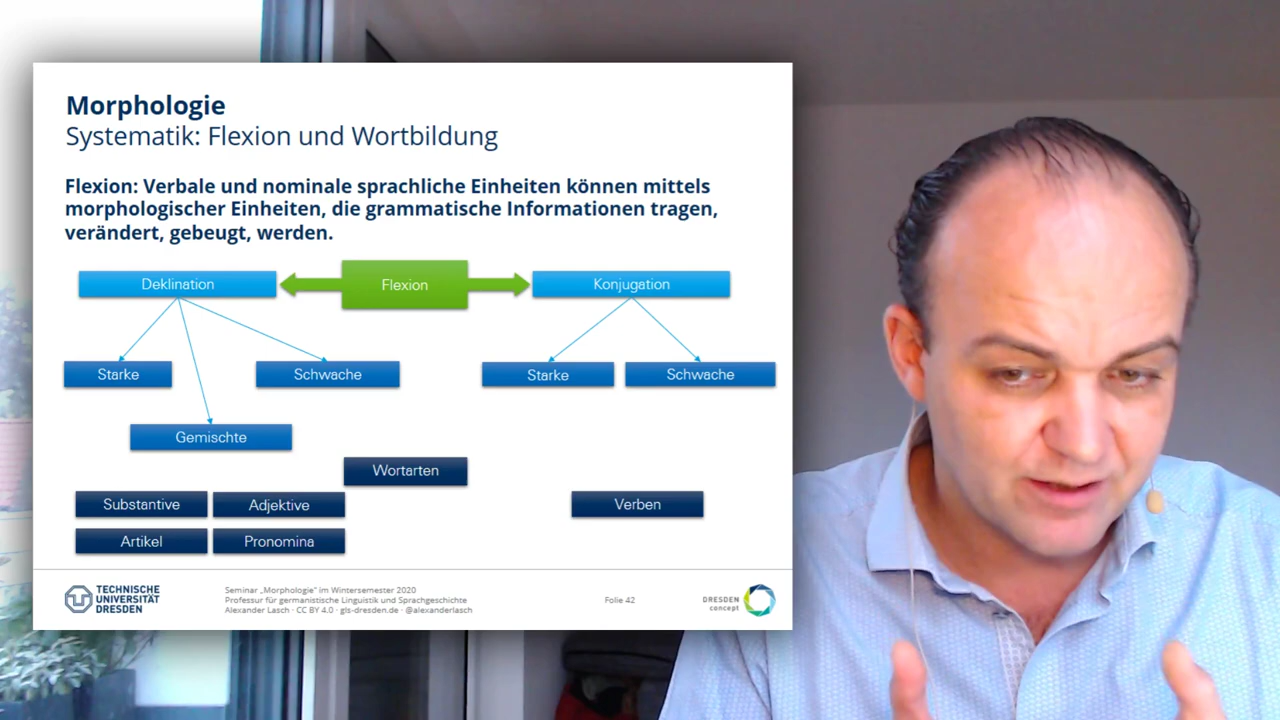 Morphologie
Systematik: Flexion und Wortbildung
Flexion: Verbale und nominale sprachliche Einheiten können mittels
morphologischer Einheiten, die grammatische Informationen tragen,
verändert, gebeugt, werden.
Deklination
Flexion
Konjugation
Starke
Schwache
Starke
Schwache
Gemischte
Wortarten
Substantive
Adjektive
Verben
Artikel
Pronomina
TECHNISCHE
UNIVERSITÄT
DRESDEN
Seminar „Morphologie" im Wintersemester 2020
Professur für germanistische Linguistik und Sprachgeschichte
Alexander Lasch · CC BY 4.0 · gls-dresden.de · @alexanderlasch
Folie 42
DRESDEN
concept